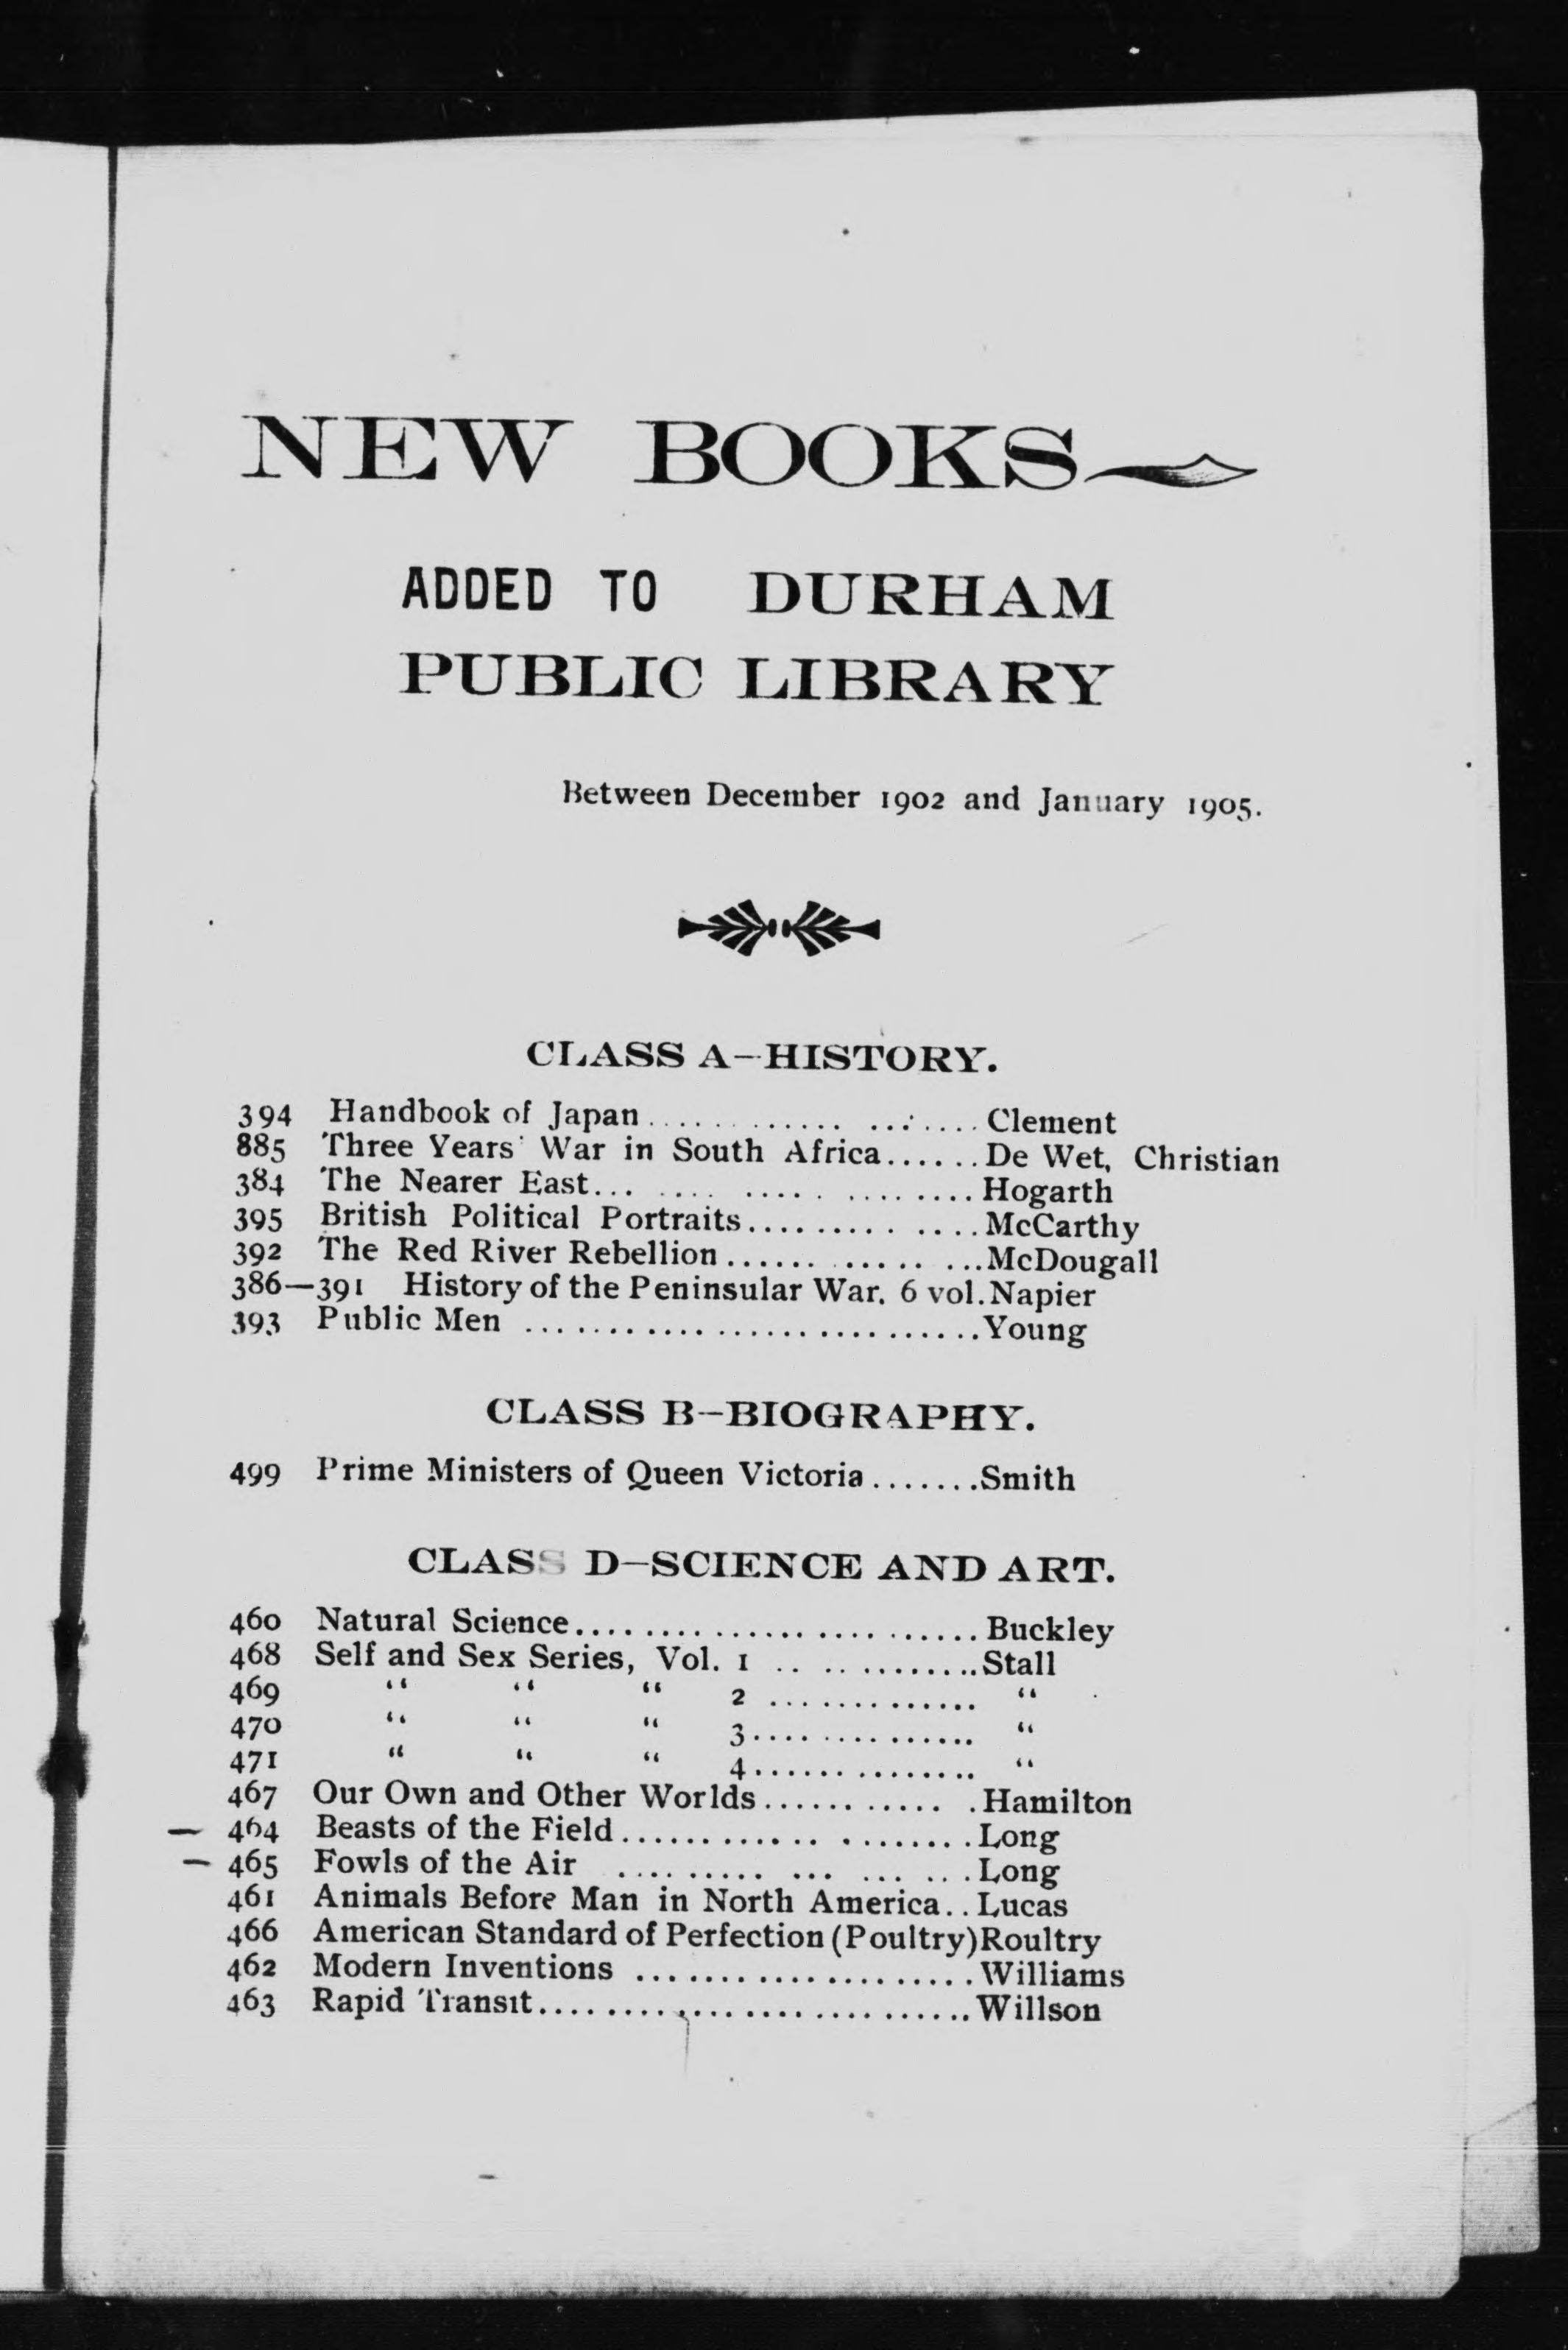 NEW BOOKS
ADDED TO DURHAM
PUBLIC LIBRARY
Between December 1902 and January 1905.
CLASS A—HISTORY.
394 Handbook of Japan.................... Clement
885 Three Years' War in South Africa......De Wet, Christian
384 The Nearer East.................... Hogarth
395 British Political Portraits..............McCarthy
392 The Red River Rebellion...............McDougall
386—391 History of the Peninsular War. 6 vol.Napier
393 Public Men ...........................Young
CLASS B—BIOGRAPHY.
499 Prime Ministers of Queen Victoria.......Smith
CLASS D—SCIENCE AND ART.
460 Natural Science........................ Buckley
468 Self and Sex Series, Vol. 1 ............Stall
469 “ “ “ 2 ............. “
470 “ “ “ 3.............. “
471 “ “ “ 4.............. “
467 Our Own and Other Worlds............Hamilton
464 Beasts of the Field.....................Long
465 Fowls of the Air ...................Long
461 Animals Before Man in North America..Lucas
466 American Standard of Perfection (Poultry)Roultry
462 Modern Inventions ....................Williams
463 Rapid Transit..........................Willson